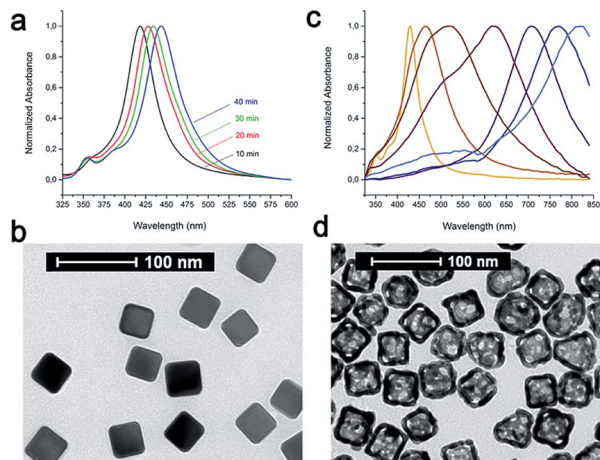 a
c
1,0
0,8
0,6
0,4
0,2
0,0
Normalized Absorbance
40 min
30 min
20 min
10 min
325 350 375 400 425 450 475 500 525 550 575 600
Wavelength (nm)
1,0
0,8
0,6
0,4
0,2
0,0
Normalized Absorbance
350 400 450 500 550 600 650 700 750 800 850
Wavelength (nm)
b
100 nm
d
100 nm